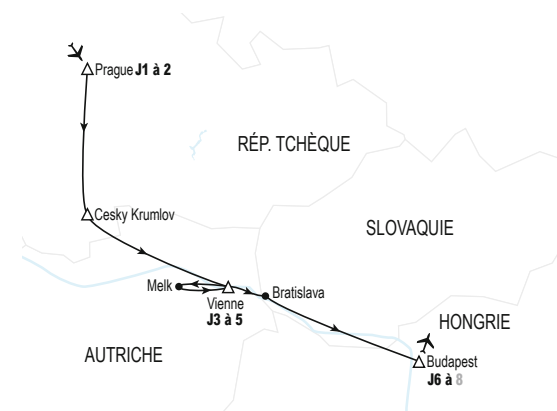 Prague J1 à 2
RÉP. TCHÈQUE
Cesky Krumlov
SLOVAQUIE
Melk
Vienne
J3 à 5
Bratislava
HONGRIE
AUTRICHE
Budapest
J6 à 8